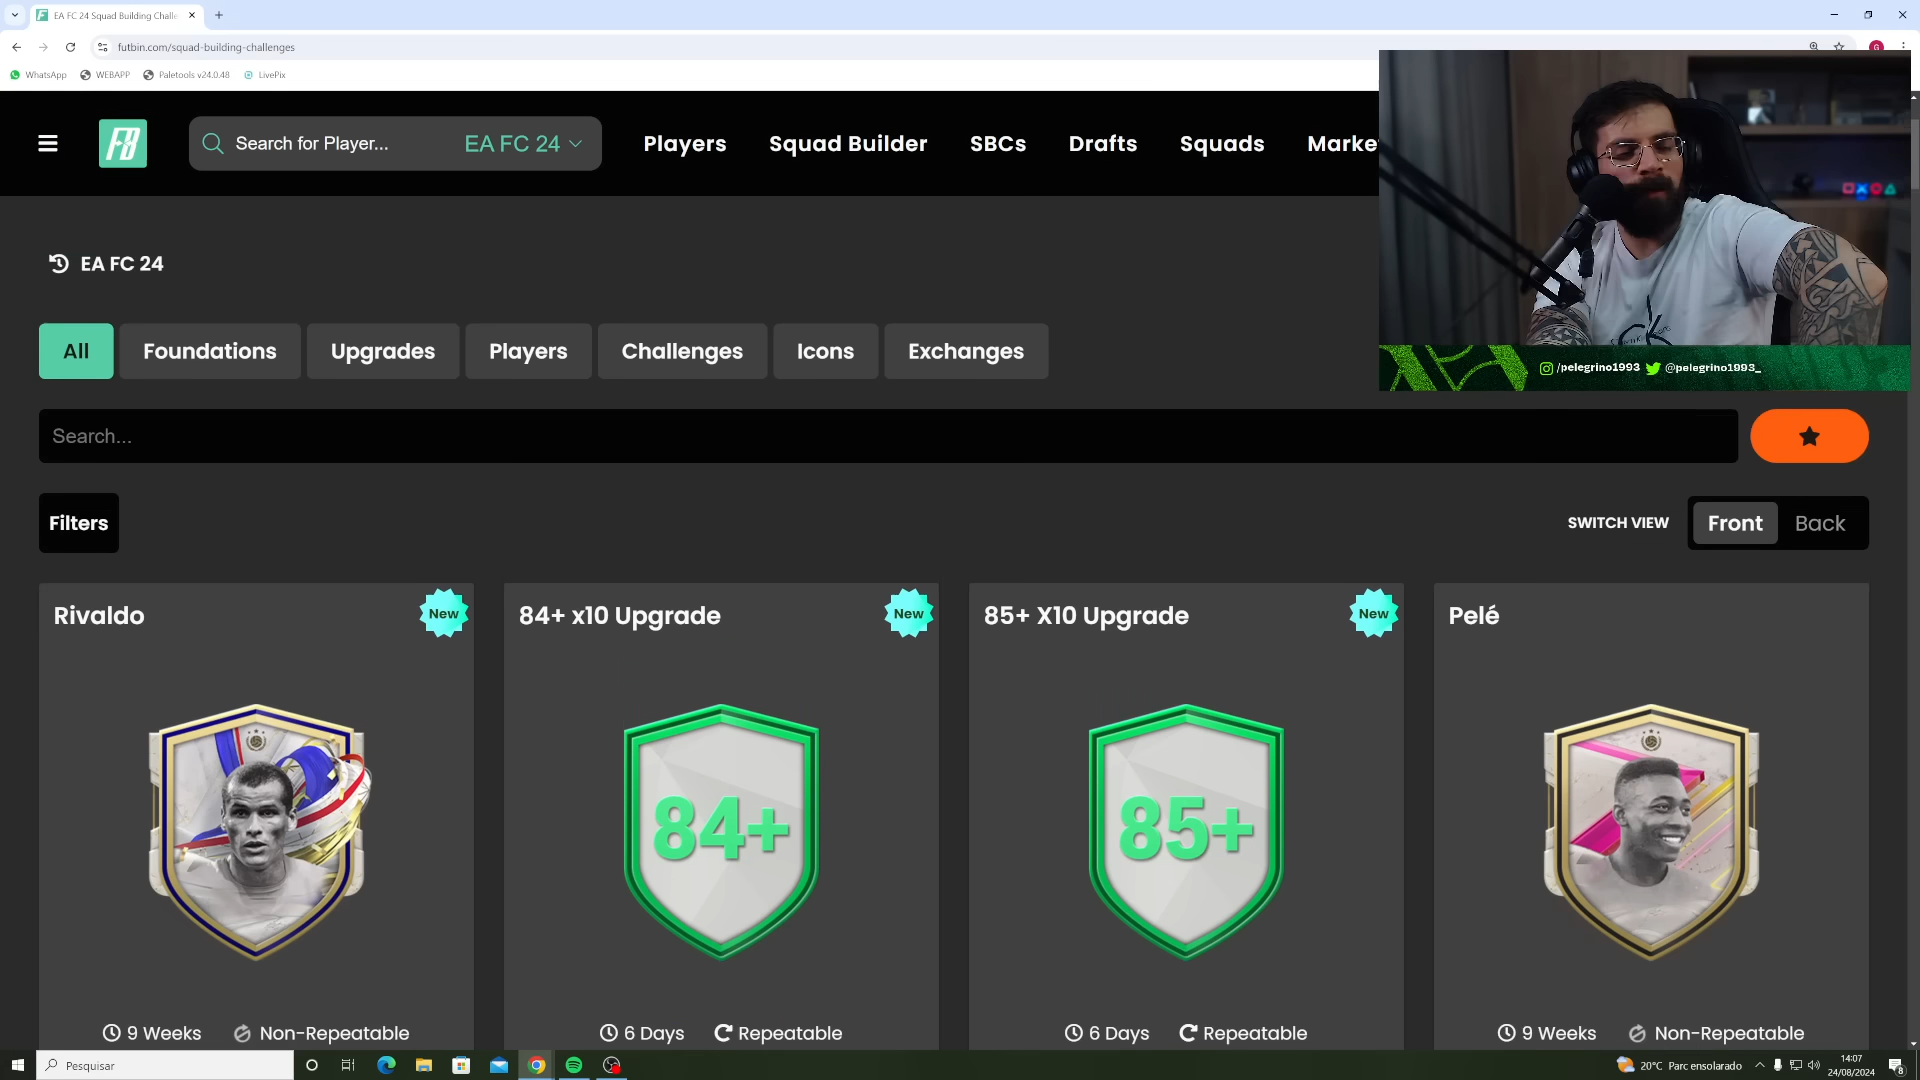 EA FC 24 Squad Building Challe
futbin.com/squad-building-challenges
WhatsApp WEBAPP Paletools v24.0.48 LivePix
Search for Player... EA FC 24 Players Squad Builder SBCs Drafts Squads Marke
EA FC 24
All Foundations Upgrades Players Challenges Icons Exchanges
/pelegrino1993 @pelegrino1993_
Search...
Filters SWITCH VIEW Front Back
Rivaldo New 84+ x10 Upgrade New 85+ X10 Upgrade New Pelé
84+ 85+
9 Weeks Non-Repeatable 6 Days Repeatable 6 Days Repeatable 9 Weeks Non-Repeatable
Pesquisar 20°C Parc ensolarado 14:07
24/08/2024